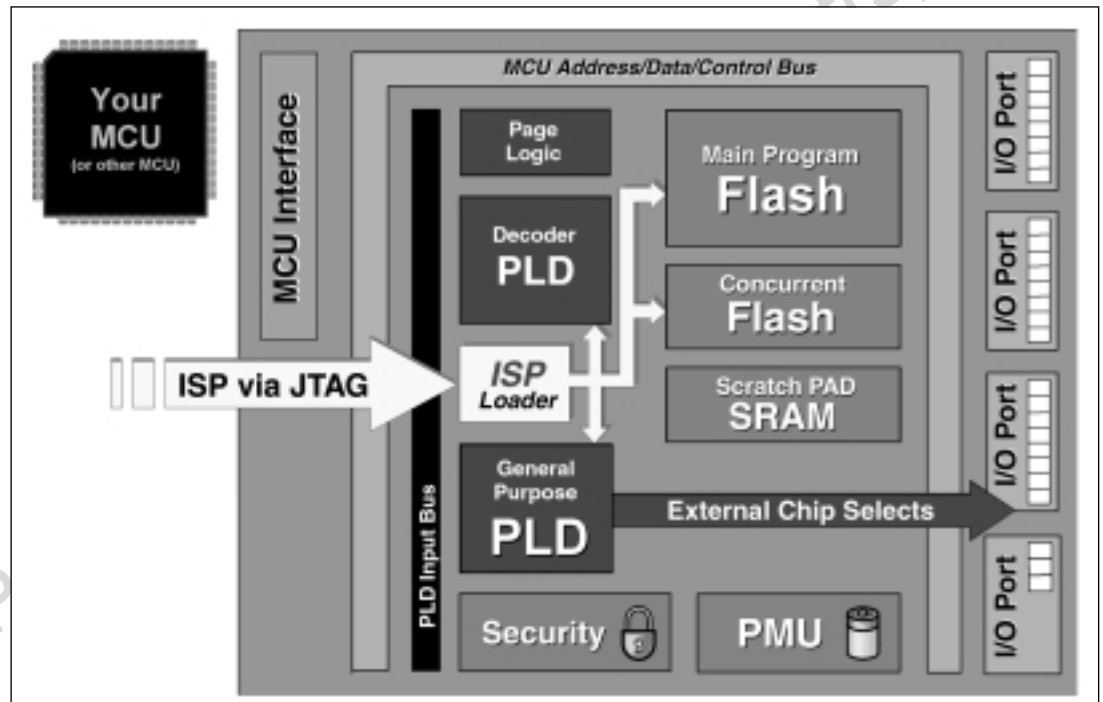 Your
MCU
(or other MCU)
MCU Interface
MCU Address/Data/Control Bus
PLD Input Bus
Page
Logic
Decoder
PLD
ISP via JTAG
ISP
Loader
General
Purpose
PLD
Main Program
Flash
Concurrent
Flash
Scratch PAD
SRAM
External Chip Selects
Security
PMU
I/O Port
I/O Port
I/O Port
I/O Port